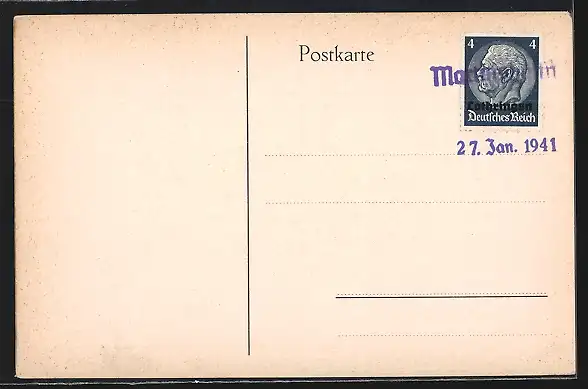 Postkarte
4 4
Lothringen
Deutsches Reich
27. Jan. 1941